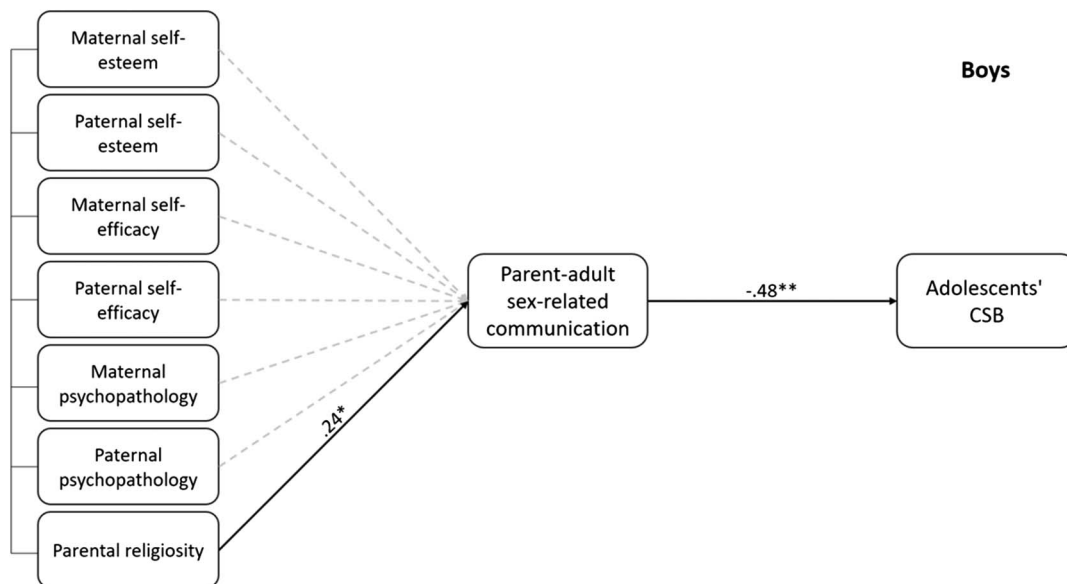 Maternal self-
esteem
Boys
Paternal self-
esteem
Maternal self-
efficacy
Paternal self-
efficacy
Parent-adult
sex-related
communication
-.48**
Adolescents'
CSB
Maternal
psychopathology
.24*
Paternal
psychopathology
Parental religiosity